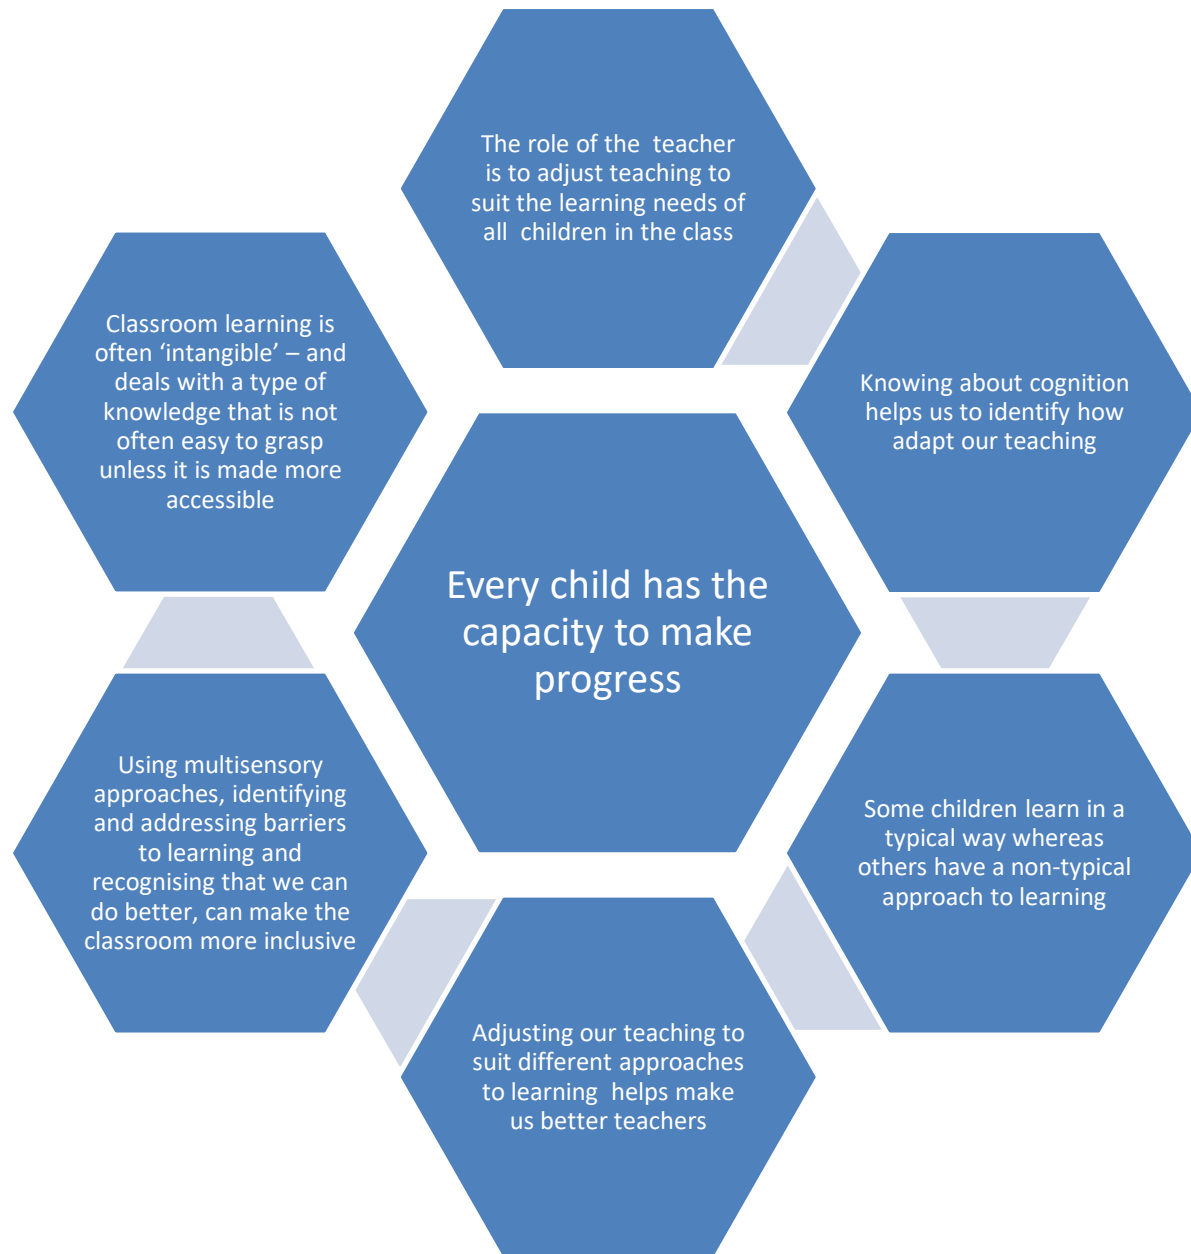 The role of the  teacher
is to adjust teaching to
suit the learning needs of
all  children in the class
Knowing about cognition
helps us to identify how
adapt our teaching
Some children learn in a
typical way whereas
others have a non-typical
approach to learning
Adjusting our teaching to
suit different approaches
to learning  helps make
us better teachers
Using multisensory
approaches, identifying
and addressing barriers
to learning and
recognising that we can
do better, can make the
classroom more inclusive
Classroom learning is
often ‘intangible’ – and
deals with a type of
knowledge that is not
often easy to grasp
unless it is made more
accessible
Every child has the
capacity to make
progress